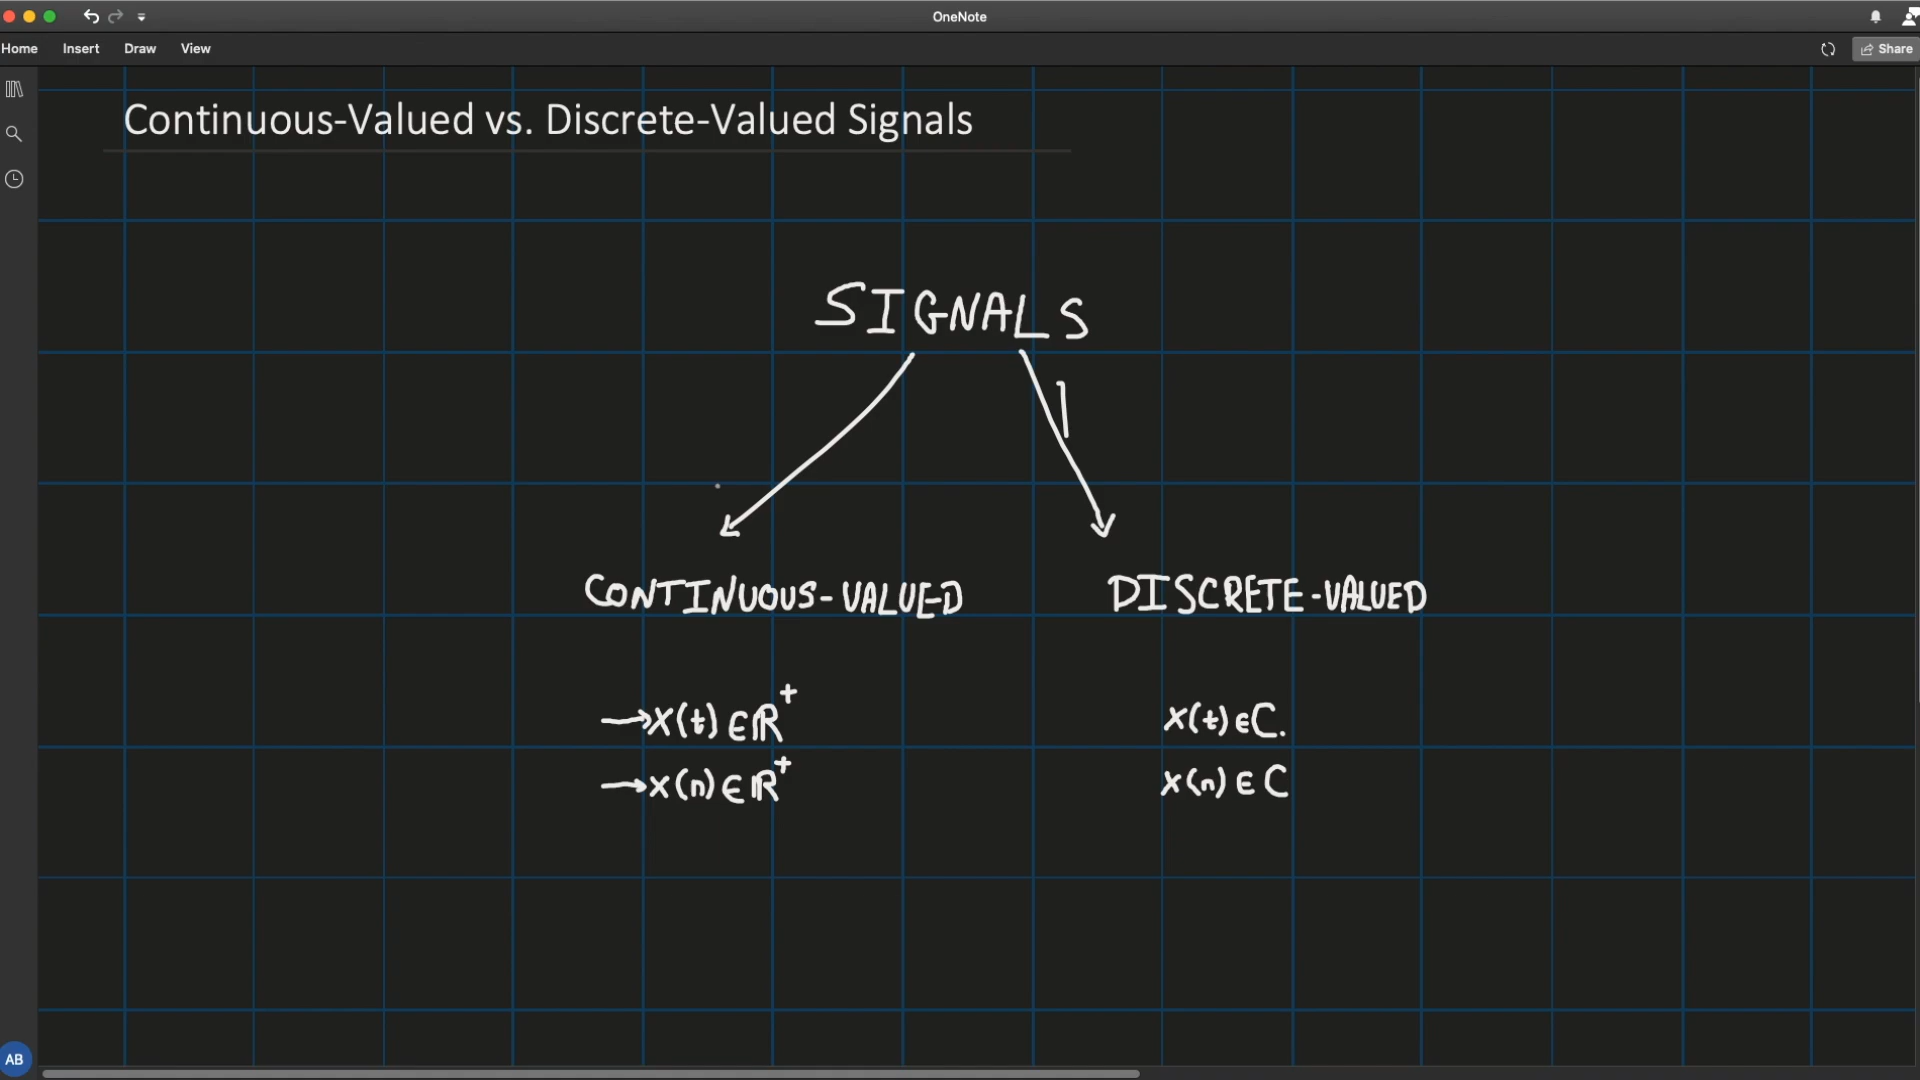 OneNote
Home Insert Draw View Share
Continuous-Valued vs. Discrete-Valued Signals
SIGNALS
CONTINUOUS-VALUED DISCRETE-VALUED
→x(t)∈ℝ⁺ x(t)∈C.
→x(n)∈ℝ⁺ x(n)∈C
AB